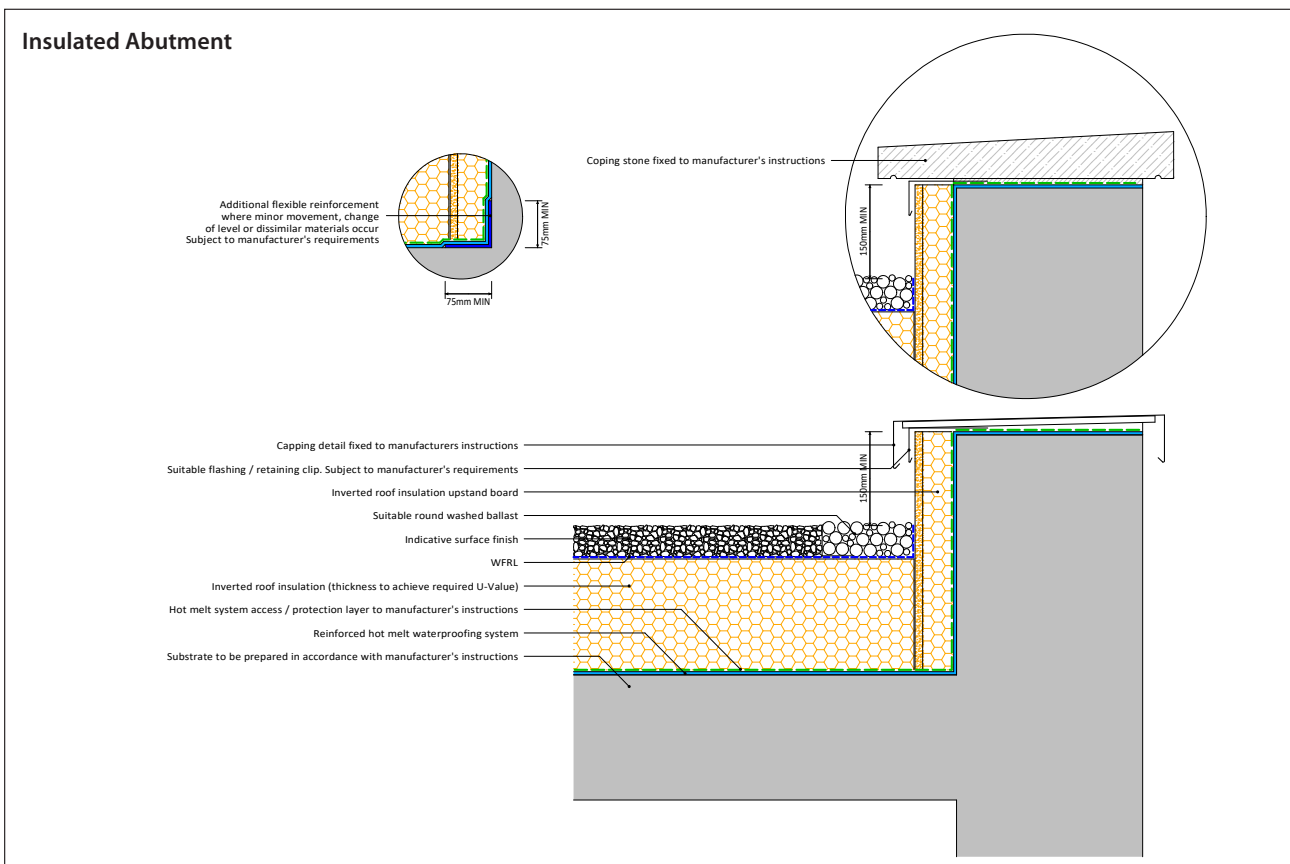 Insulated Abutment
Coping stone fixed to manufacturer's instructions
Additional flexible reinforcement
where minor movement, change
of level or dissimilar materials occur
Subject to manufacturer's requirements
75mm MIN
75mm MIN
150mm MIN
Capping detail fixed to manufacturers instructions
Suitable flashing / retaining clip. Subject to manufacturer's requirements
150mm MIN
Inverted roof insulation upstand board
Suitable round washed ballast
Indicative surface finish
WFRL
Inverted roof insulation (thickness to achieve required U-Value)
Hot melt system access / protection layer to manufacturer's instructions
Reinforced hot melt waterproofing system
Substrate to be prepared in accordance with manufacturer's instructions